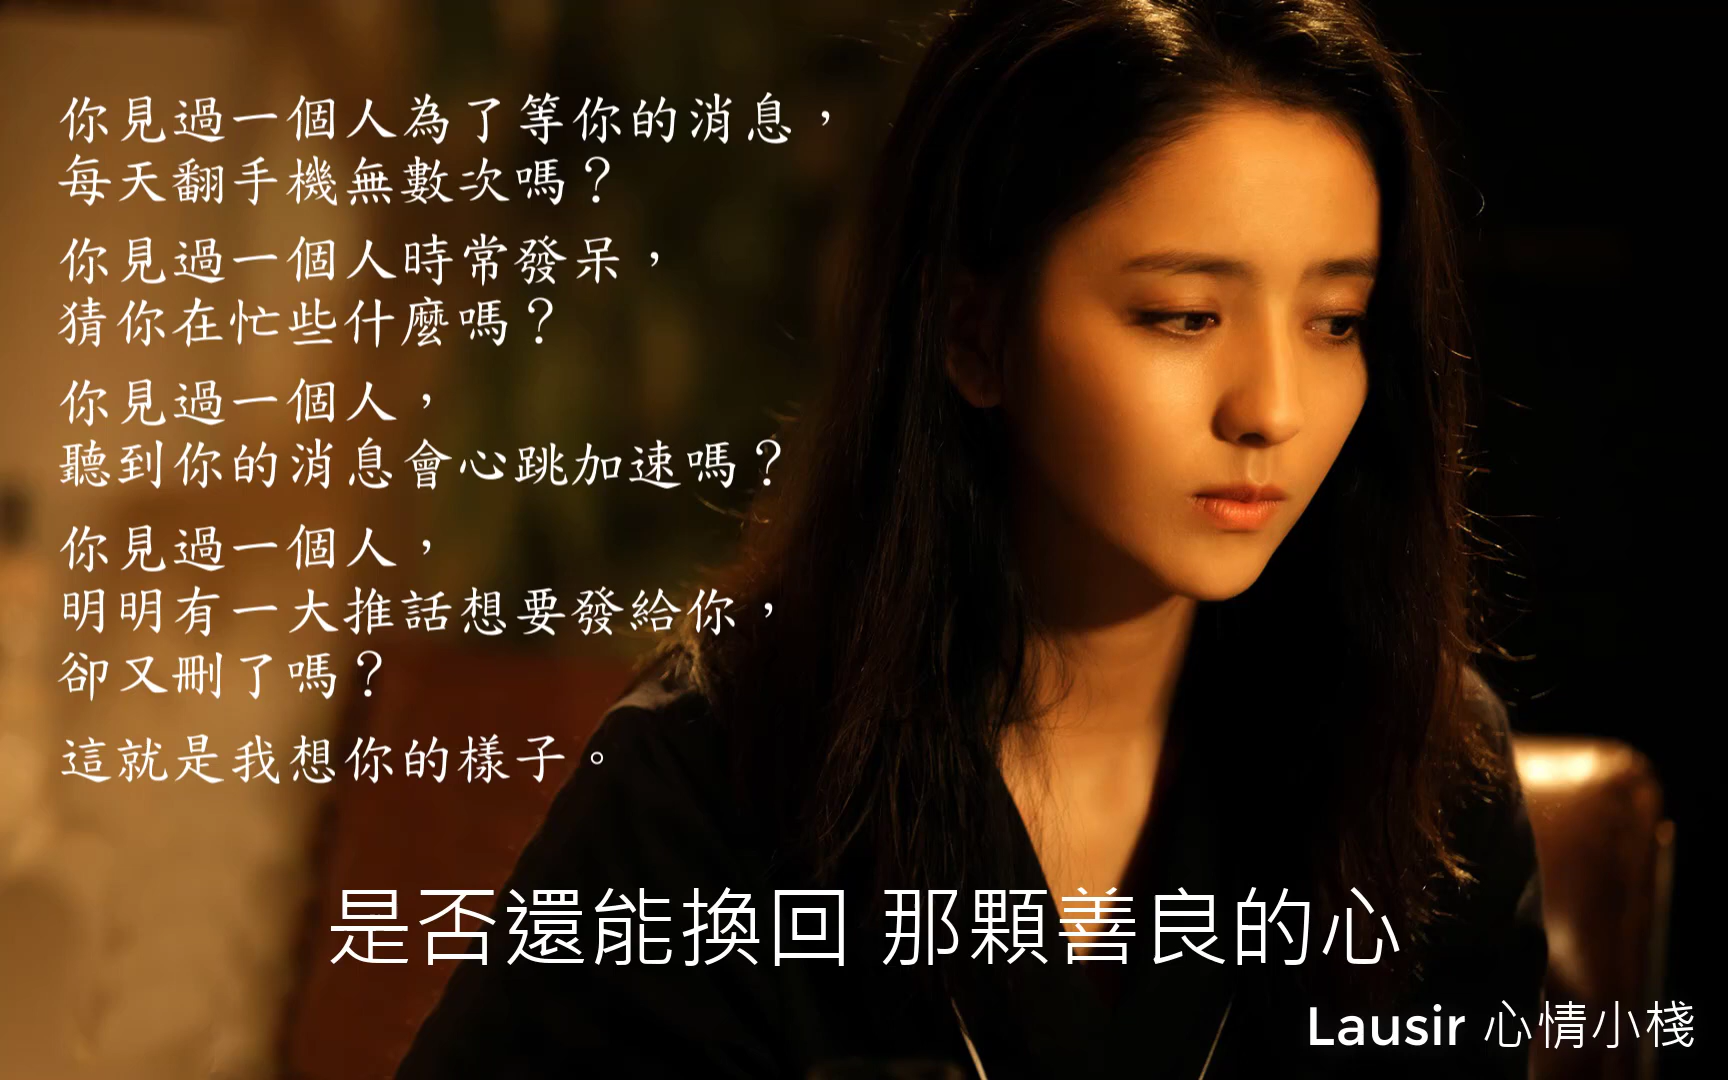 你見過一個人為了等你的消息，
每天翻手機無數次嗎？
你見過一個人時常發呆，
猜你在忙些什麼嗎？
你見過一個人，
聽到你的消息會心跳加速嗎？
你見過一個人，
明明有一大推話想要發給你，
卻又刪了嗎？
這就是我想你的樣子。
是否還能換回 那顆善良的心
Lausir 心情小棧